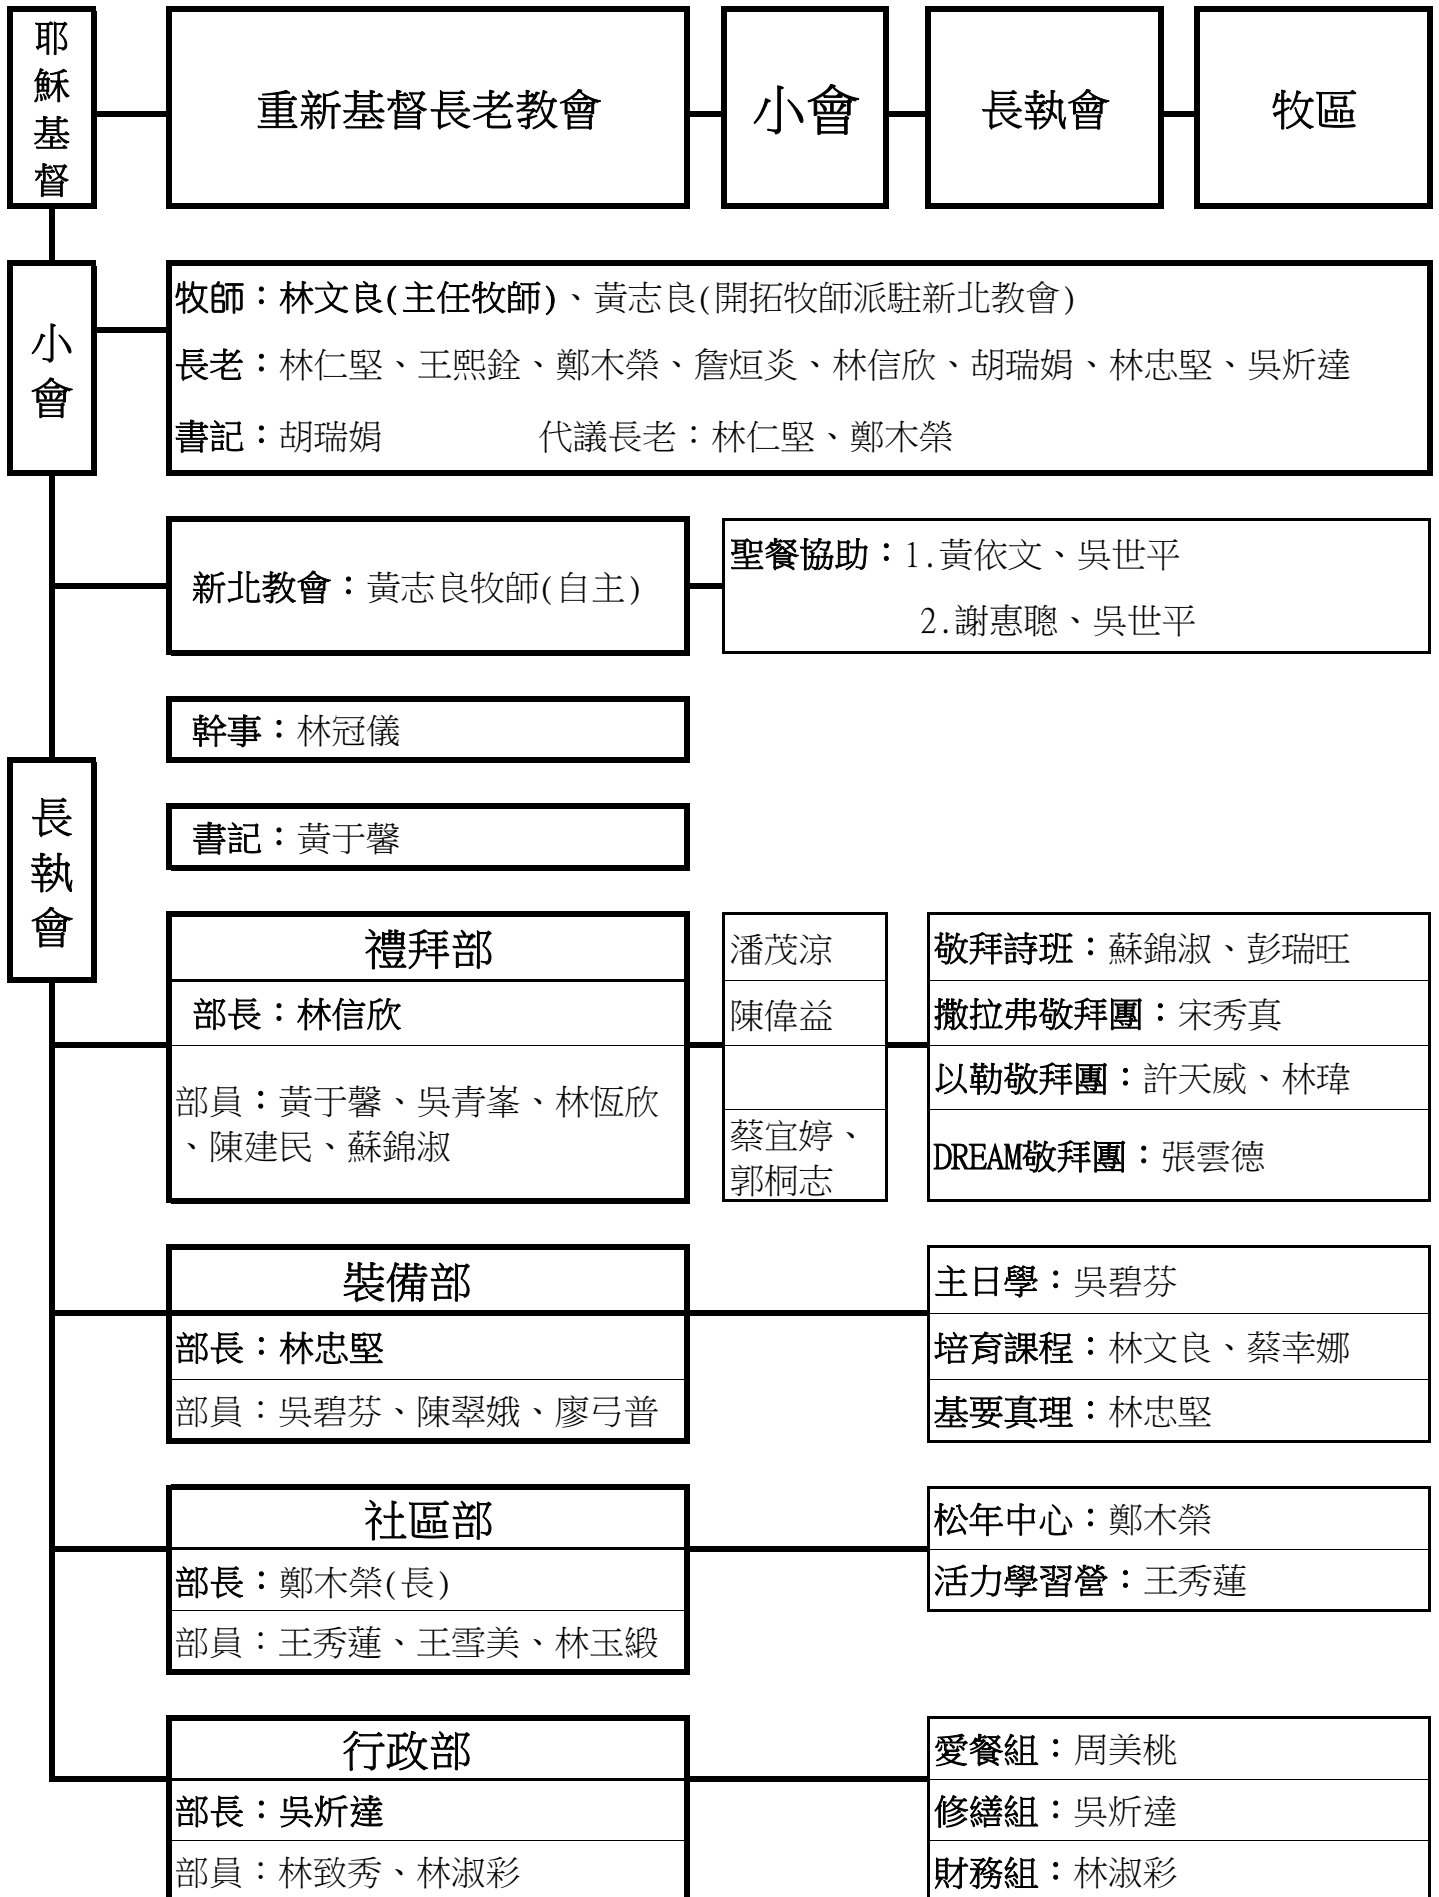 耶穌基督
重新基督長老教會
小會
長執會
牧區
小會
牧師：林文良(主任牧師)、黃志良(開拓牧師派駐新北教會)
長老：林仁堅、王熙銓、鄭木榮、詹烜炎、林信欣、胡瑞娟、林忠堅、吳炘達
書記：胡瑞娟 代議長老：林仁堅、鄭木榮
新北教會：黃志良牧師(自主)
聖餐協助：1.黃依文、吳世平
2.謝惠聰、吳世平
幹事：林冠儀
長執會
書記：黃于馨
禮拜部
部長：林信欣
部員：黃于馨、吳青峯、林恆欣
、陳建民、蘇錦淑
潘茂涼
陳偉益
蔡宜婷、
郭桐志
敬拜詩班：蘇錦淑、彭瑞旺
撒拉弗敬拜團：宋秀真
以勒敬拜團：許天威、林瑋
DREAM敬拜團：張雲德
裝備部
部長：林忠堅
部員：吳碧芬、陳翠娥、廖弓普
主日學：吳碧芬
培育課程：林文良、蔡幸娜
基要真理：林忠堅
社區部
部長：鄭木榮(長)
部員：王秀蓮、王雪美、林玉緞
松年中心：鄭木榮
活力學習營：王秀蓮
行政部
部長：吳炘達
部員：林致秀、林淑彩
愛餐組：周美桃
修繕組：吳炘達
財務組：林淑彩